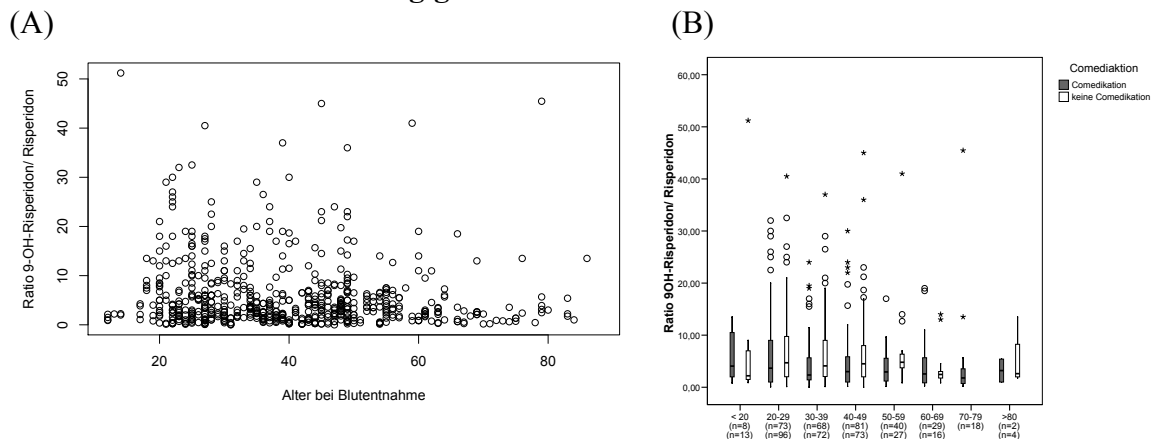 (A)
(B)
50
40
30
20
10
0
Ratio 9-OH-Risperidon/ Risperidon
20 40 60 80
Alter bei Blutentnahme
60,00
50,00
40,00
30,00
20,00
10,00
0,00
Ratio 9OH-Risperidon/ Risperidon
< 20 20-29 30-39 40-49 50-59 60-69 70-79 >80
(n=8) (n=73) (n=68) (n=81) (n=40) (n=29) (n=18) (n=2)
(n=13) (n=96) (n=72) (n=73) (n=27) (n=16) (n=4)
Comediaktion
Comedikation
keine Comedikation